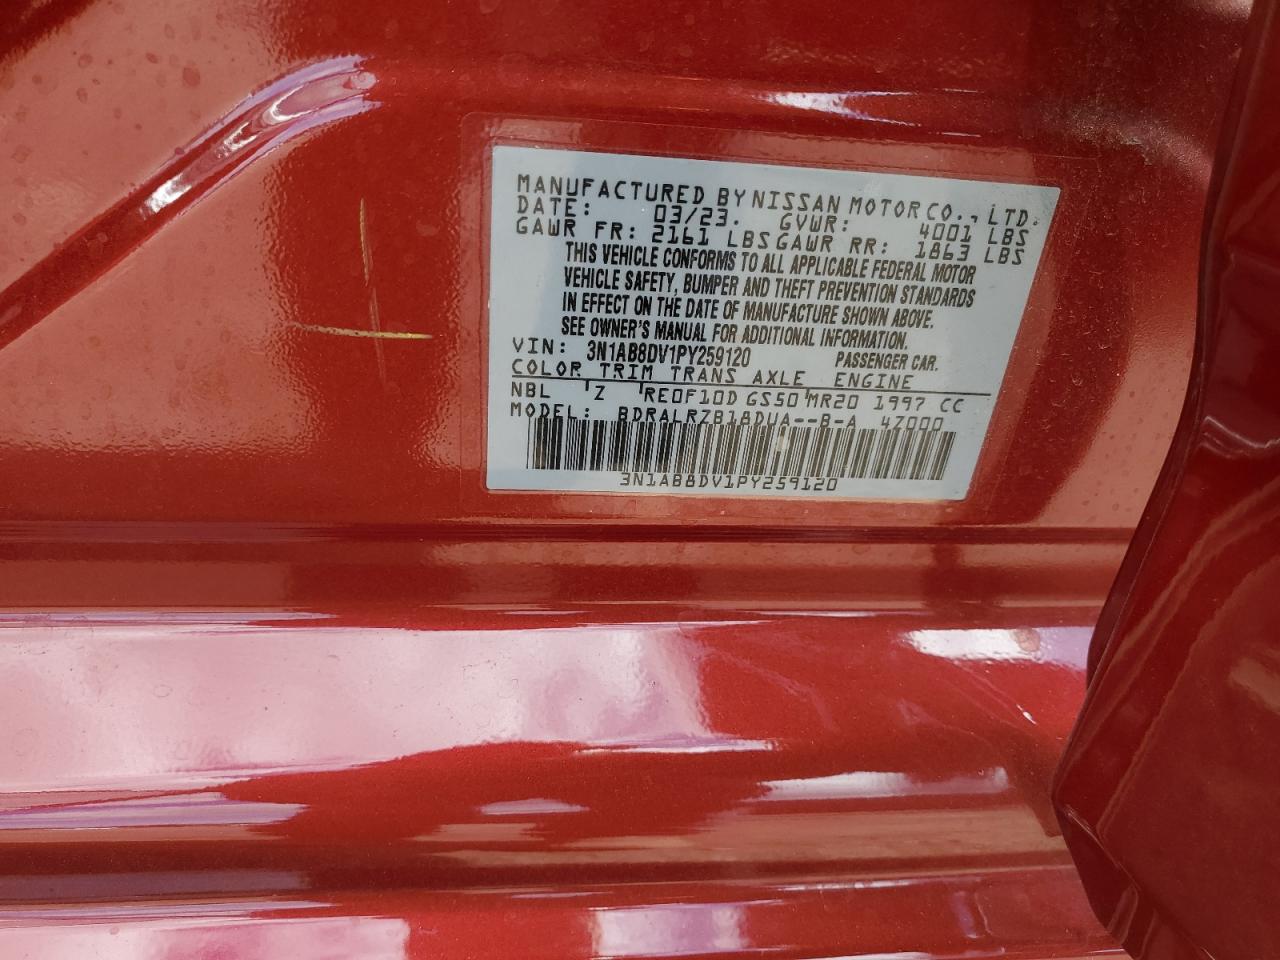 MANUFACTURED BY NISSAN MOTOR CO., LTD.
DATE: 03/23. GVWR: 4001 LBS
GAWR FR: 2161 LBS GAWR RR: 1863 LBS
THIS VEHICLE CONFORMS TO ALL APPLICABLE FEDERAL MOTOR
VEHICLE SAFETY, BUMPER AND THEFT PREVENTION STANDARDS
IN EFFECT ON THE DATE OF MANUFACTURE SHOWN ABOVE.
SEE OWNER'S MANUAL FOR ADDITIONAL INFORMATION.
VIN: 3N1AB8DV1PY259120 PASSENGER CAR.
COLOR TRIM TRANS AXLE ENGINE
NBL Z RE0F10D GS50 MR20 1997 CC
MODEL: BDRALRZB18DUA--B-A 47000
3N1AB8DV1PY259120